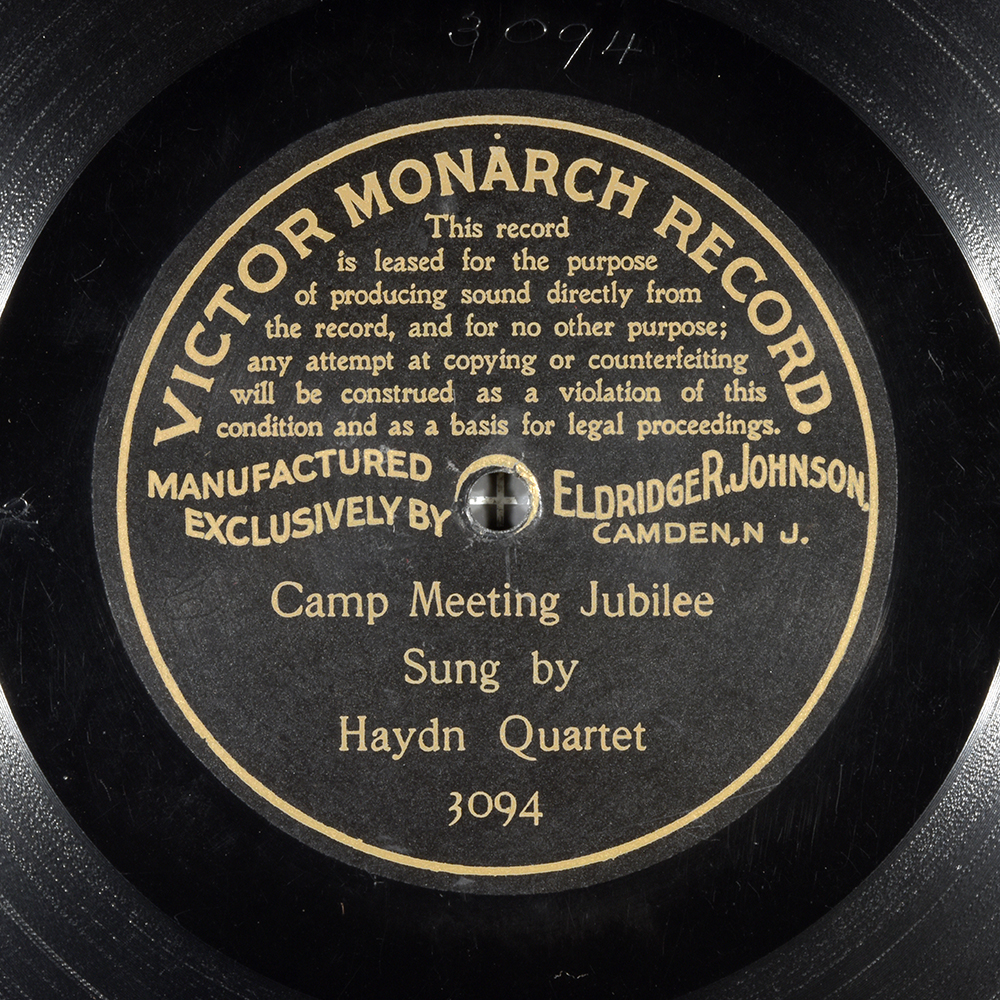 3094
VICTOR MONARCH RECORD.
This record
is leased for the purpose
of producing sound directly from
the record, and for no other purpose;
any attempt at copying or counterfeiting
will be construed as a violation of this
condition and as a basis for legal proceedings.
MANUFACTURED
EXCLUSIVELY BY
ELDRIDGE R. JOHNSON,
CAMDEN, N J.
Camp Meeting Jubilee
Sung by
Haydn Quartet
3094